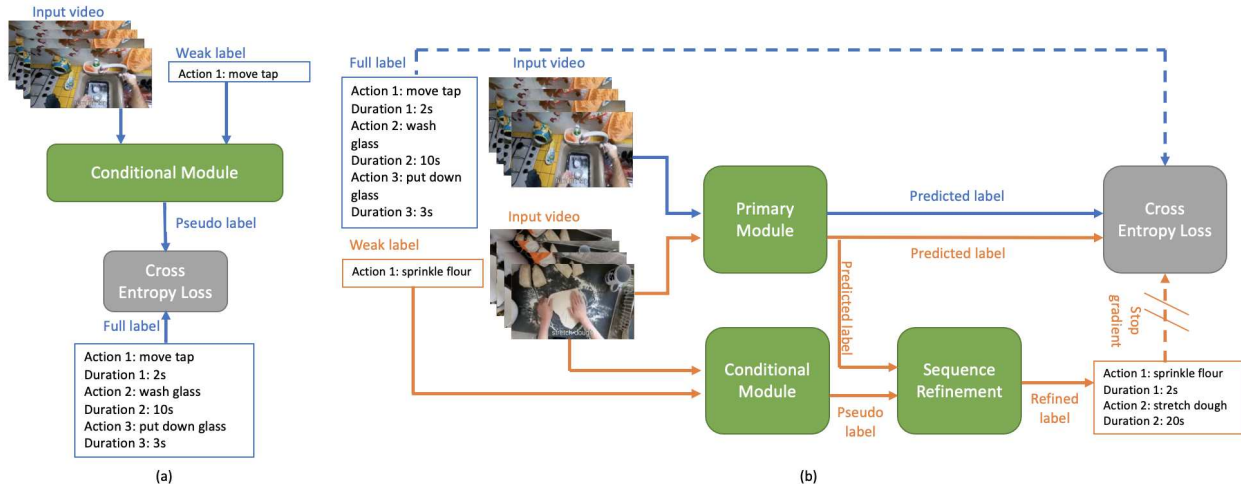 Input video
Weak label
Action 1: move tap
Conditional Module
Pseudo label
Cross
Entropy Loss
Full label
Action 1: move tap
Duration 1: 2s
Action 2: wash glass
Duration 2: 10s
Action 3: put down glass
Duration 3: 3s
(a)
Full label
Action 1: move tap
Duration 1: 2s
Action 2: wash
glass
Duration 2: 10s
Action 3: put down
glass
Duration 3: 3s
Input video
Weak label
Action 1: sprinkle flour
Input video
stretch dough
Primary
Module
Predicted label
Predicted label
Predicted label
Cross
Entropy Loss
Conditional
Module
Pseudo
label
Sequence
Refinement
Refined
label
Stop
gradient
Action 1: sprinkle flour
Duration 1: 2s
Action 2: stretch dough
Duration 2: 20s
(b)